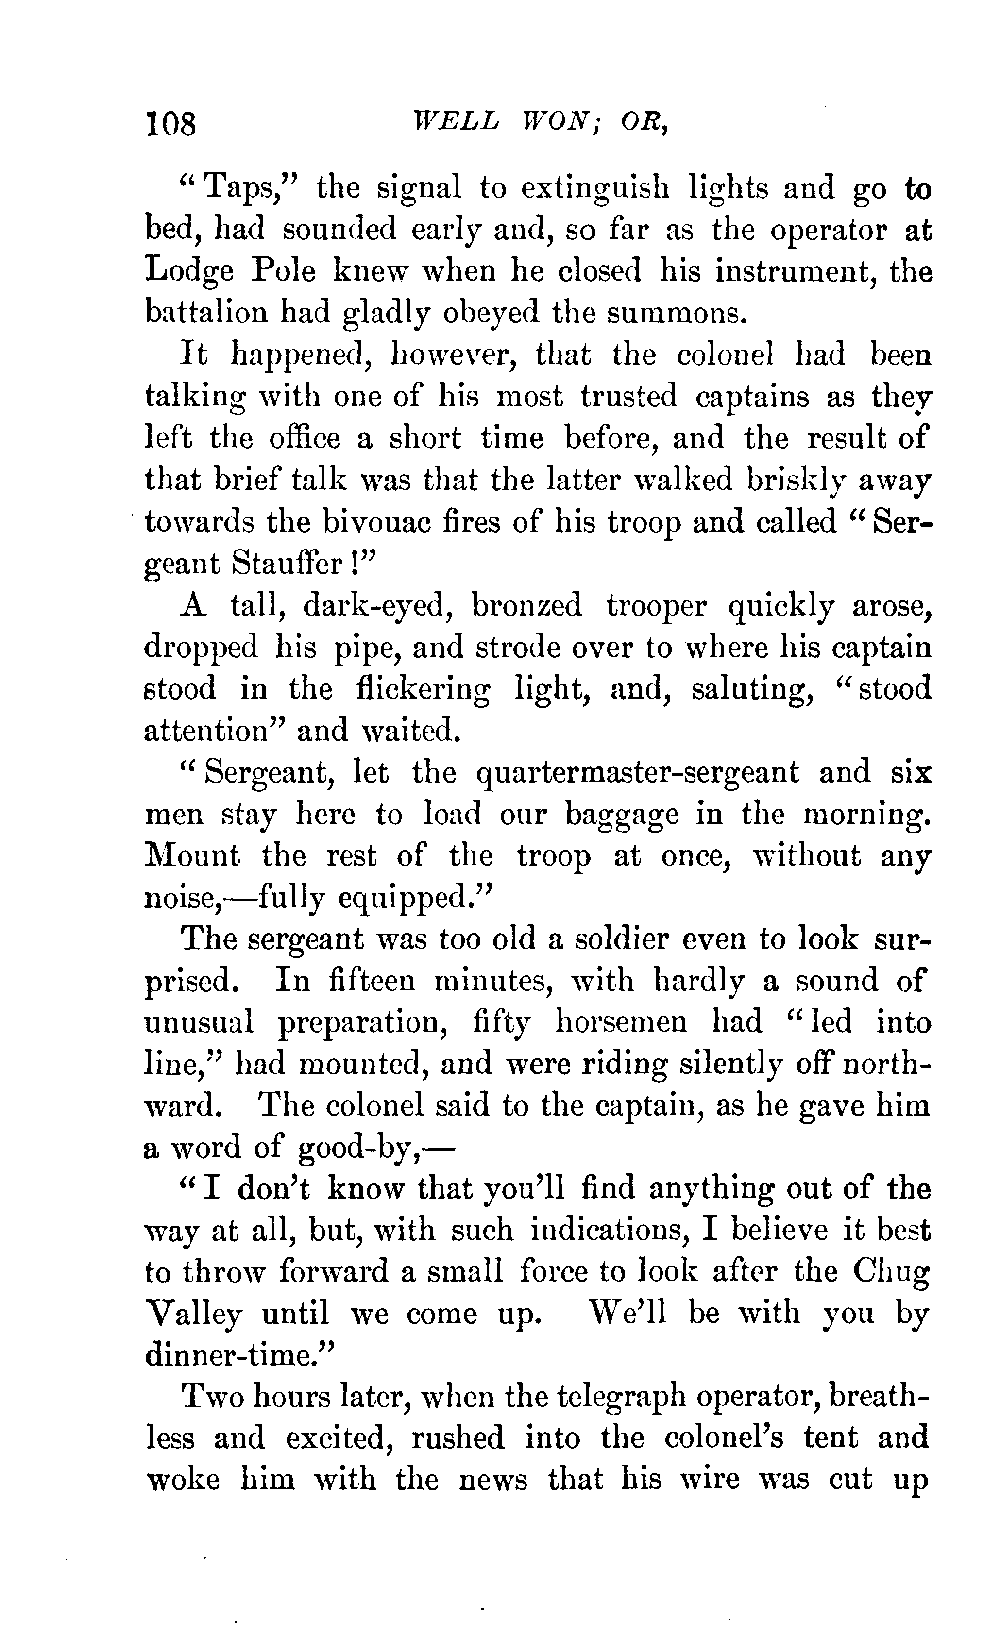 108 WELL WON; OR,
“Taps,” the signal to extinguish lights and go to
bed, had sounded early and, so far as the operator at
Lodge Pole knew when he closed his instrument, the
battalion had gladly obeyed the summons.
It happened, however, that the colonel had been
talking with one of his most trusted captains as they
left the office a short time before, and the result of
that brief talk was that the latter walked briskly away
towards the bivouac fires of his troop and called “Ser-
geant Stauffer!”
A tall, dark-eyed, bronzed trooper quickly arose,
dropped his pipe, and strode over to where his captain
stood in the flickering light, and, saluting, “stood
attention” and waited.
“Sergeant, let the quartermaster-sergeant and six
men stay here to load our baggage in the morning.
Mount the rest of the troop at once, without any
noise,—fully equipped.”
The sergeant was too old a soldier even to look sur-
prised. In fifteen minutes, with hardly a sound of
unusual preparation, fifty horsemen had “led into
line,” had mounted, and were riding silently off north-
ward. The colonel said to the captain, as he gave him
a word of good-by,—
“I don’t know that you’ll find anything out of the
way at all, but, with such indications, I believe it best
to throw forward a small force to look after the Chug
Valley until we come up. We’ll be with you by
dinner-time.”
Two hours later, when the telegraph operator, breath-
less and excited, rushed into the colonel’s tent and
woke him with the news that his wire was cut up